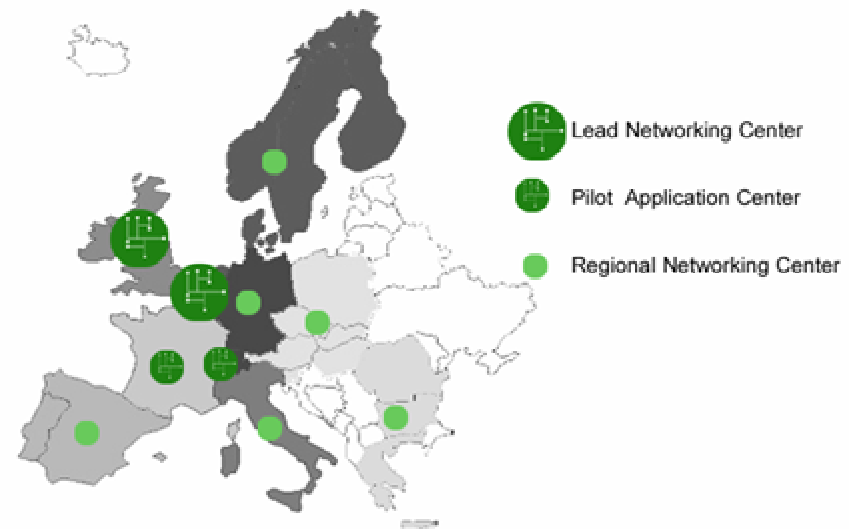 Lead Networking Center
Pilot Application Center
Regional Networking Center